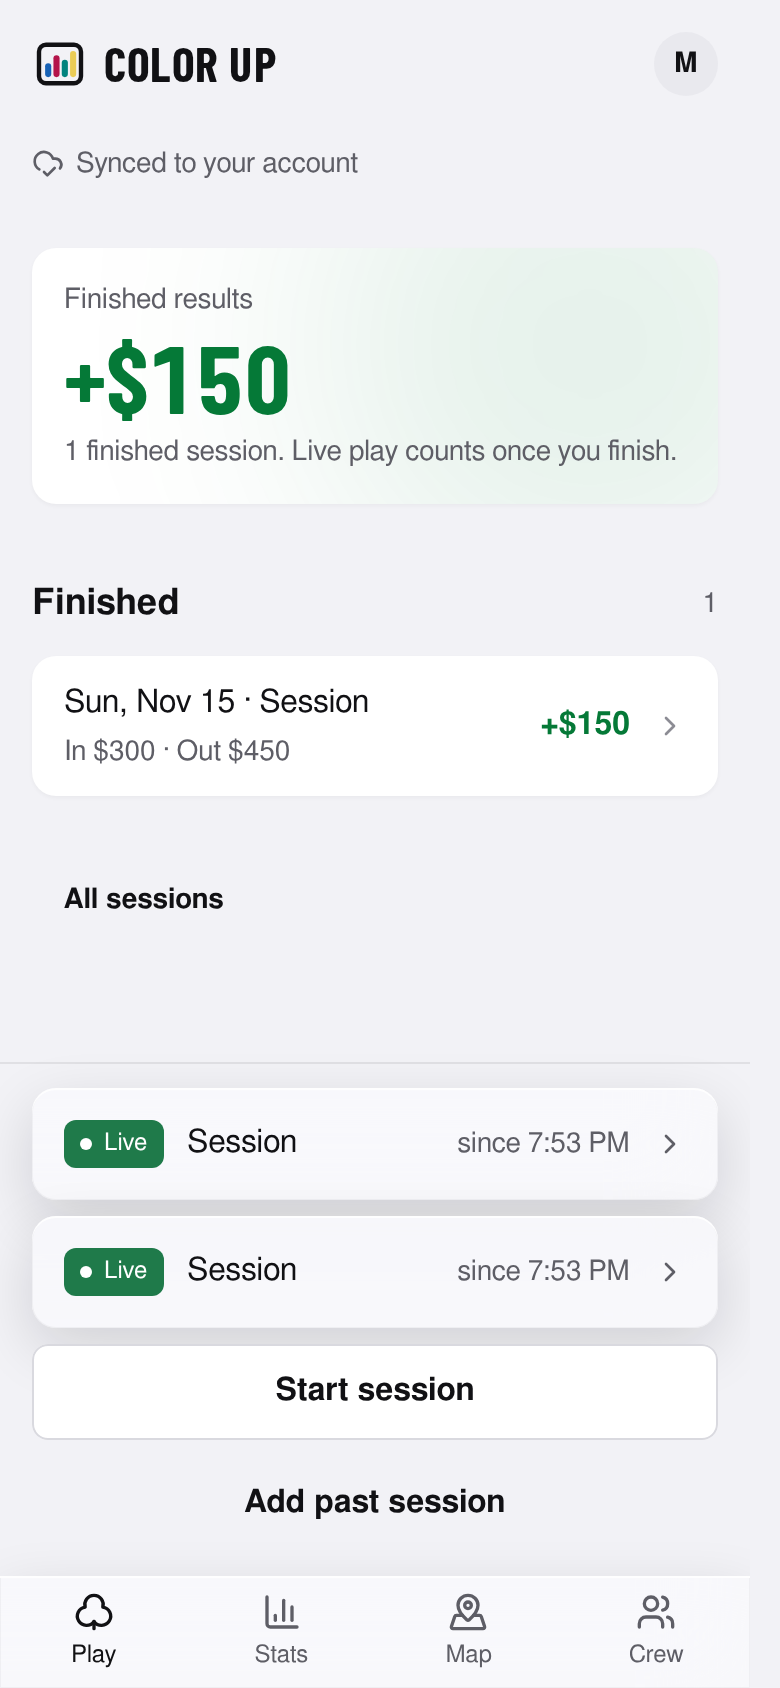 COLOR UP
M
Synced to your account
Finished results
+$150
1 finished session. Live play counts once you finish.
Finished
1
Sun, Nov 15 · Session
In $300 · Out $450
+$150
All sessions
Live
Session
since 7:53 PM
Live
Session
since 7:53 PM
Start session
Add past session
Play
Stats
Map
Crew